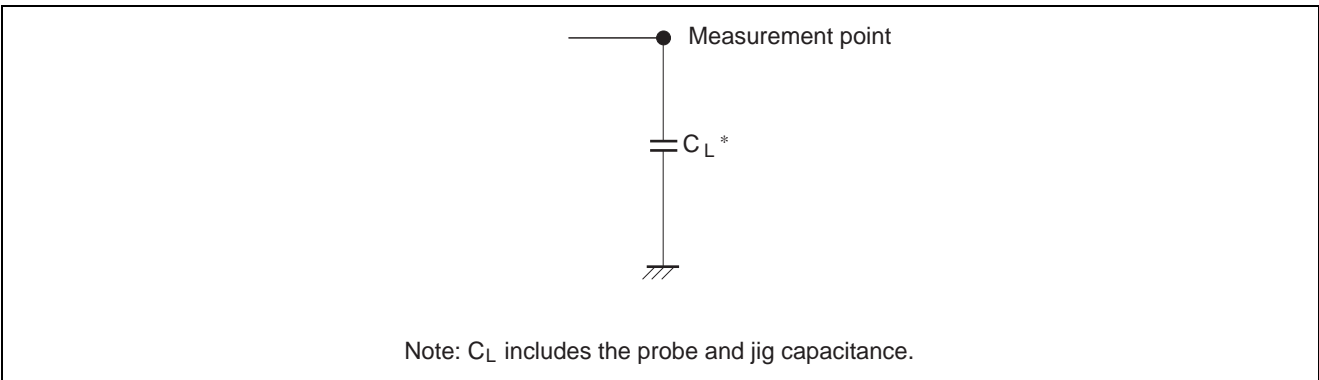 Measurement point
CL*
Note: CL includes the probe and jig capacitance.